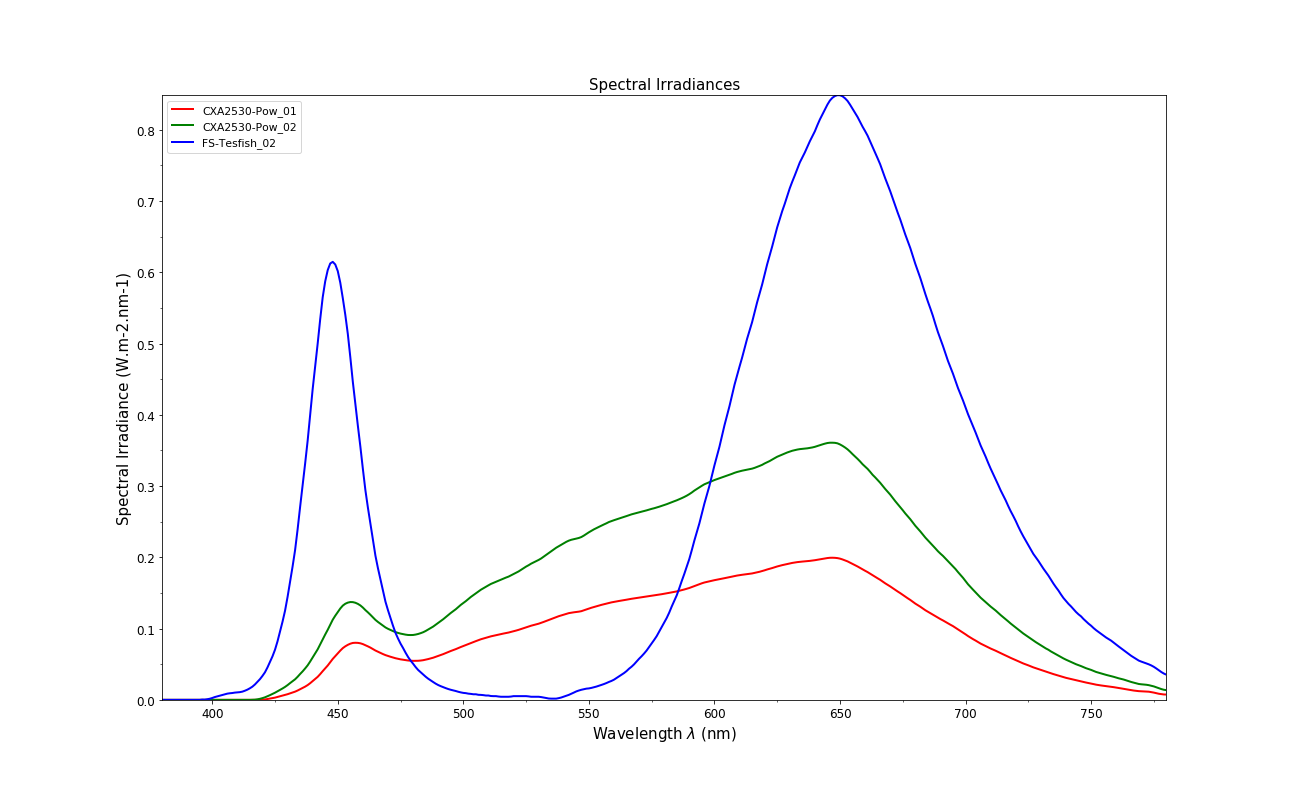 Spectral Irradiances
CXA2530-Pow_01
CXA2530-Pow_02
FS-Tesfish_02
Spectral Irradiance (W.m-2.nm-1)
0.8
0.7
0.6
0.5
0.4
0.3
0.2
0.1
0.0
400 450 500 550 600 650 700 750
Wavelength λ (nm)